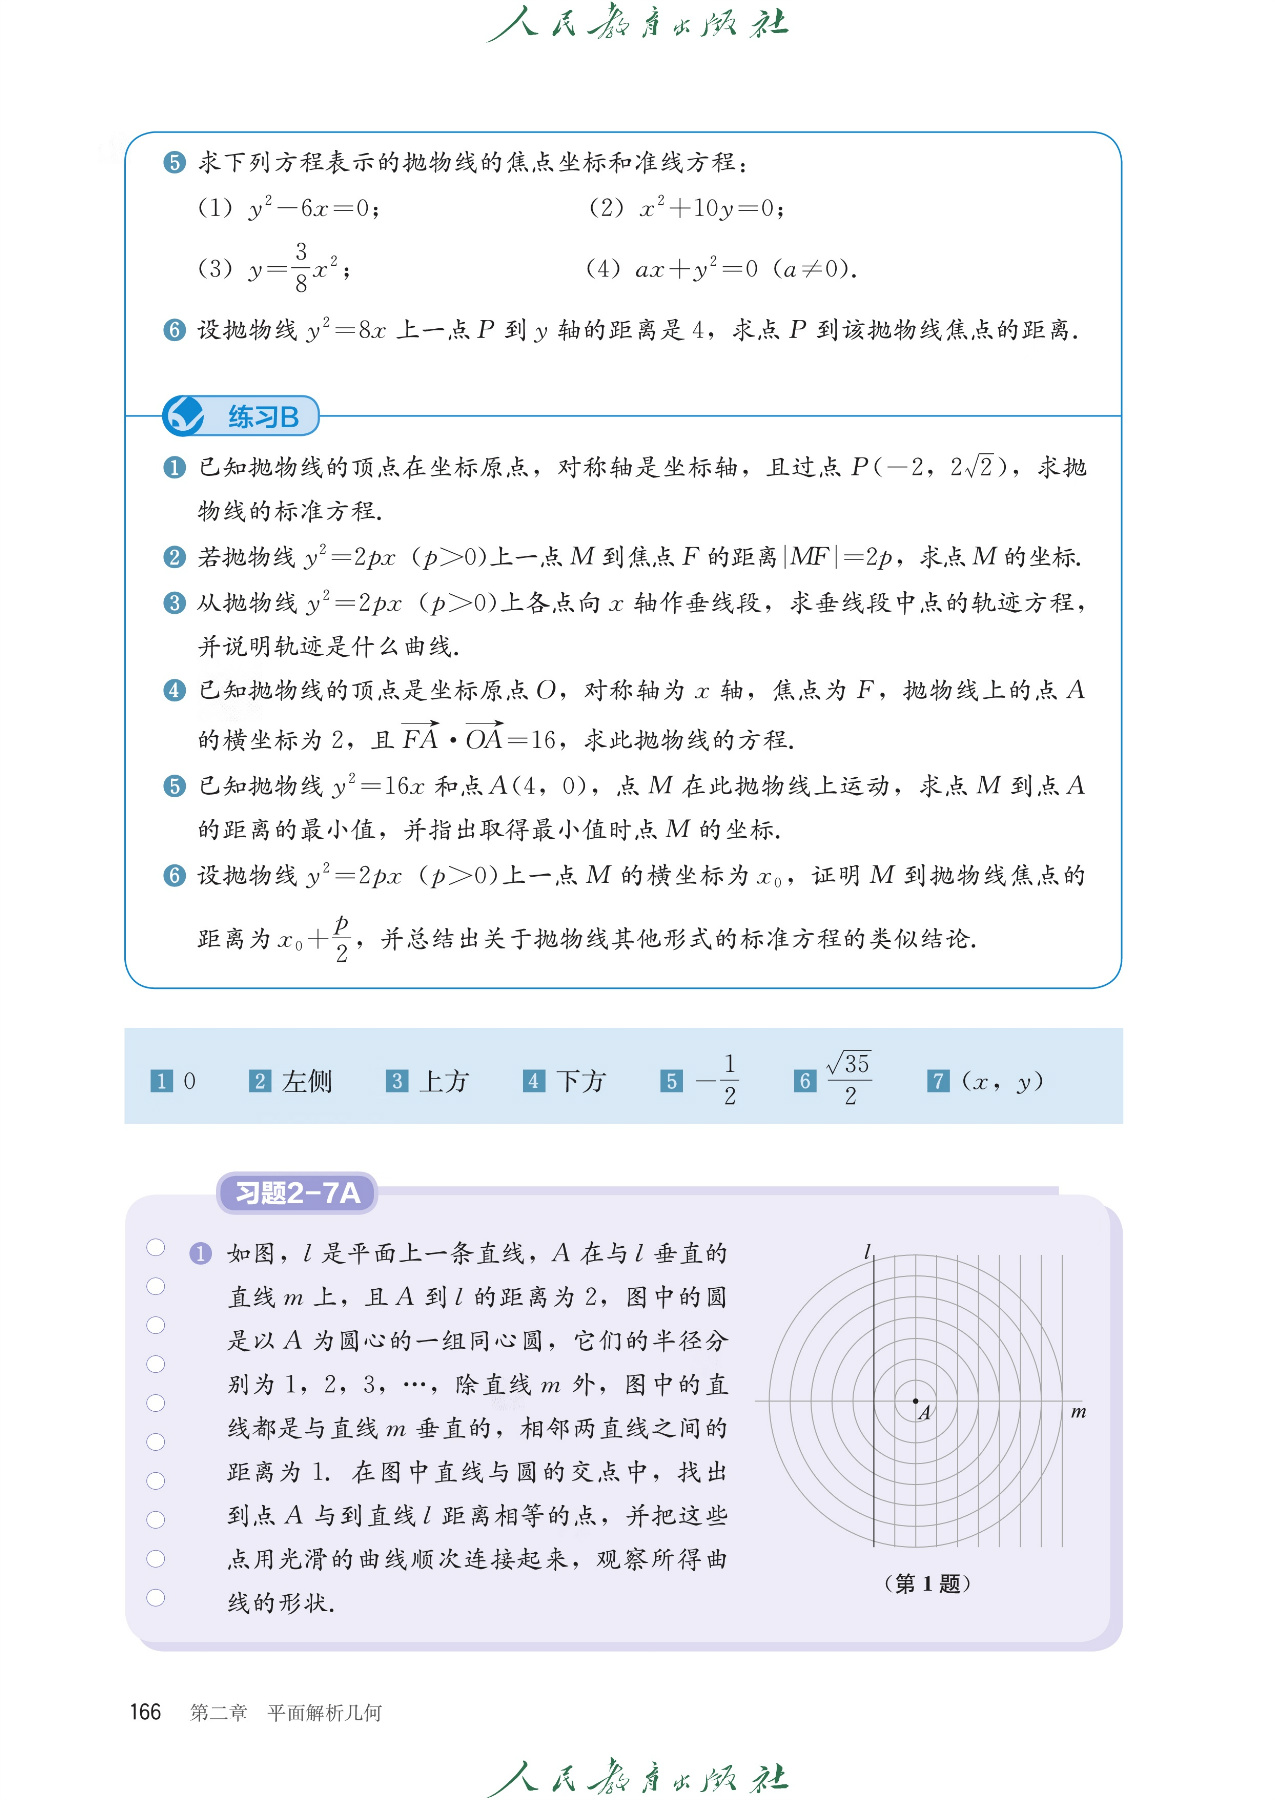 人民教育出版社
5 求下列方程表示的抛物线的焦点坐标和准线方程：
（1）y²－6x＝0； （2）x²＋10y＝0；
（3）y＝3/8x²； （4）ax＋y²＝0（a≠0）.
6 设抛物线 y²＝8x 上一点 P 到 y 轴的距离是 4，求点 P 到该抛物线焦点的距离.
练习B
1 已知抛物线的顶点在坐标原点，对称轴是坐标轴，且过点 P(－2，2√2)，求抛
物线的标准方程.
2 若抛物线 y²＝2px（p＞0)上一点 M 到焦点 F 的距离|MF|＝2p，求点 M 的坐标.
3 从抛物线 y²＝2px（p＞0)上各点向 x 轴作垂线段，求垂线段中点的轨迹方程，
并说明轨迹是什么曲线.
4 已知抛物线的顶点是坐标原点 O，对称轴为 x 轴，焦点为 F，抛物线上的点 A
的横坐标为 2，且 FA→·OA→＝16，求此抛物线的方程.
5 已知抛物线 y²＝16x 和点 A(4，0)，点 M 在此抛物线上运动，求点 M 到点 A
的距离的最小值，并指出取得最小值时点 M 的坐标.
6 设抛物线 y²＝2px（p＞0)上一点 M 的横坐标为 x₀，证明 M 到抛物线焦点的
距离为 x₀＋p/2，并总结出关于抛物线其他形式的标准方程的类似结论.
1 0 2 左侧 3 上方 4 下方 5 －1/2 6 √35/2 7 (x，y)
习题2-7A
1 如图，l 是平面上一条直线，A 在与 l 垂直的
直线 m 上，且 A 到 l 的距离为 2，图中的圆
是以 A 为圆心的一组同心圆，它们的半径分
别为 1，2，3，…，除直线 m 外，图中的直
线都是与直线 m 垂直的，相邻两直线之间的
距离为 1. 在图中直线与圆的交点中，找出
到点 A 与到直线 l 距离相等的点，并把这些
点用光滑的曲线顺次连接起来，观察所得曲
线的形状.
l
A
m
（第 1 题）
166 第二章 平面解析几何
人民教育出版社